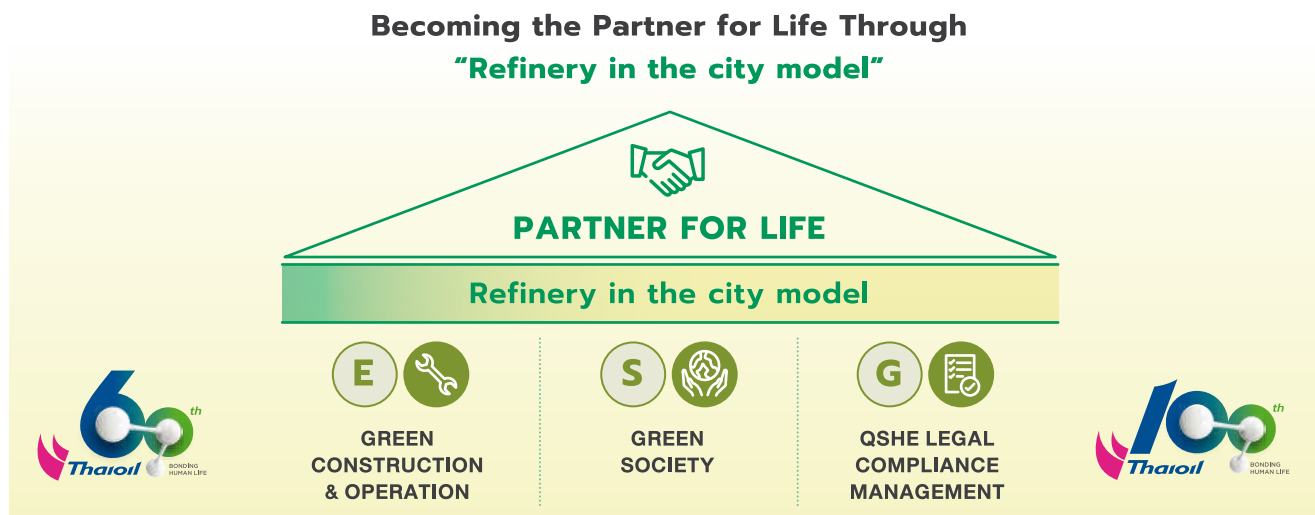 Becoming the Partner for Life Through
“Refinery in the city model”
PARTNER FOR LIFE
Refinery in the city model
E
GREEN
CONSTRUCTION
& OPERATION
S
GREEN
SOCIETY
G
QSHE LEGAL
COMPLIANCE
MANAGEMENT
60th
Thaioil
BONDING
HUMAN LIFE
100th
Thaioil
BONDING
HUMAN LIFE